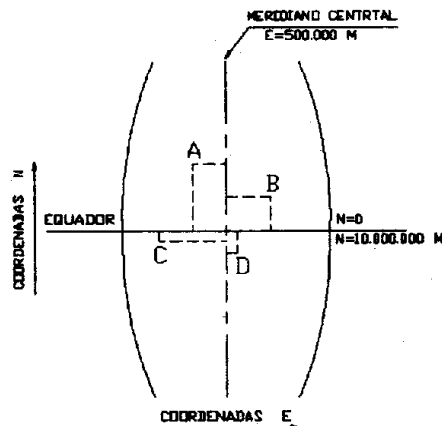 MERIDIANO CENTRTAL
E=500.000 M
A
B
EQUADOR
N=0
N=10.000.000 M
C
D
COORDENADAS N
COORDENADAS E